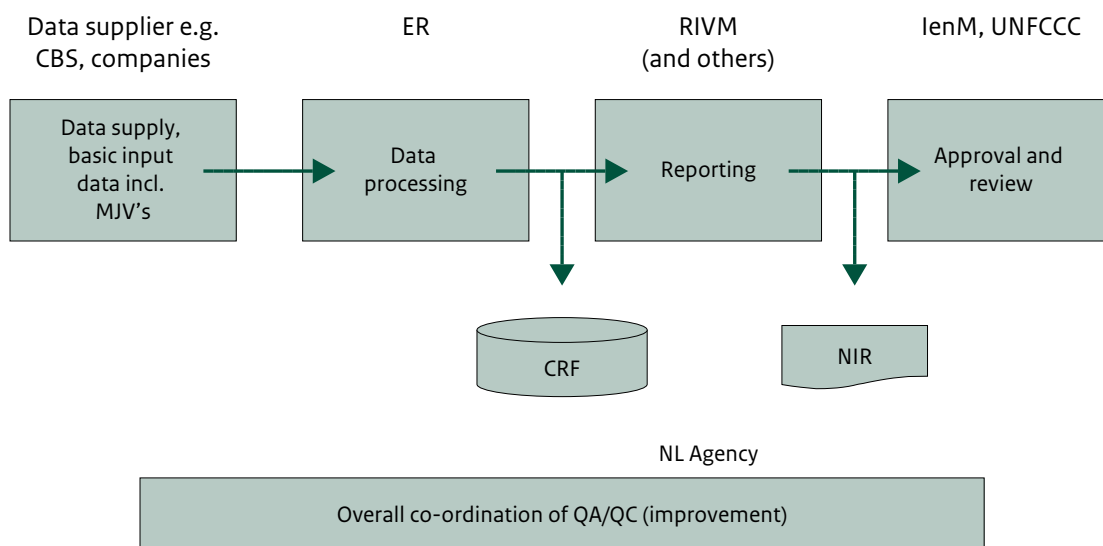 Data supplier e.g.
CBS, companies
ER
RIVM
(and others)
IenM, UNFCCC
Data supply,
basic input
data incl.
MJV's
Data
processing
Reporting
Approval and
review
CRF
NIR
NL Agency
Overall co-ordination of QA/QC (improvement)